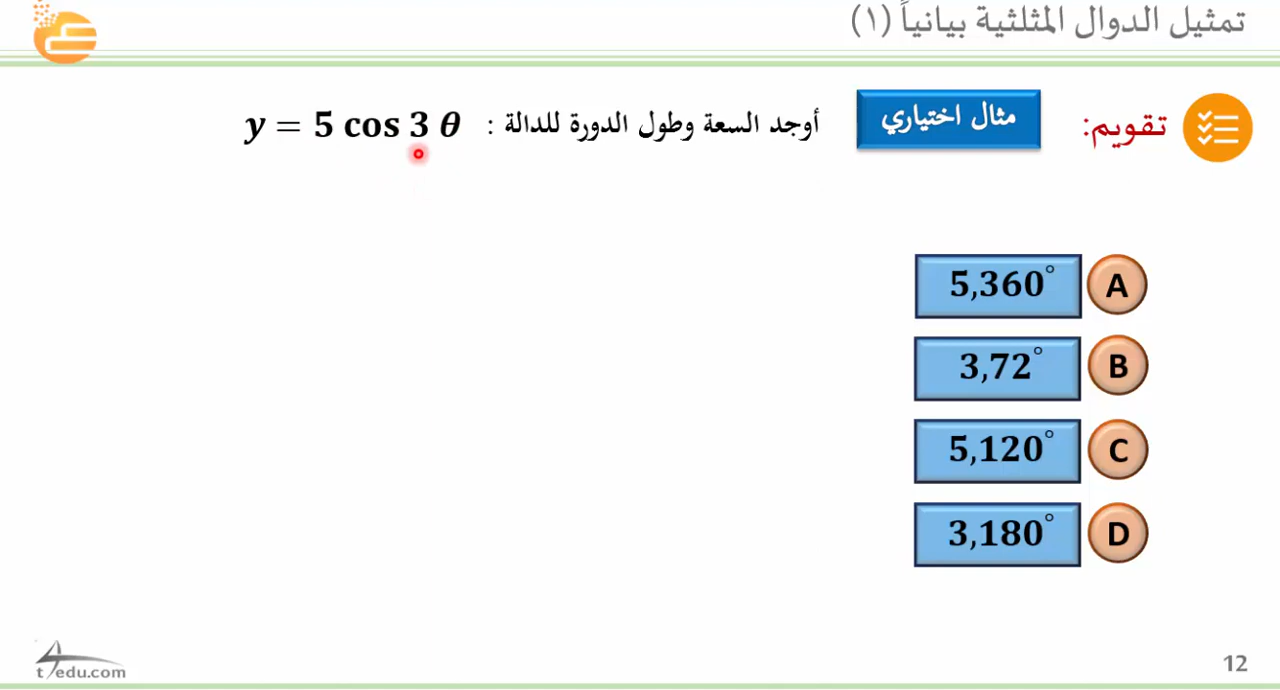 تمثيل الدوال المثلثية بيانياً (١)
تقويم: مثال اختياري أوجد السعة وطول الدورة للدالة : y = 5 cos 3 θ
A 5,360°
B 3,72°
C 5,120°
D 3,180°
t4edu.com
12